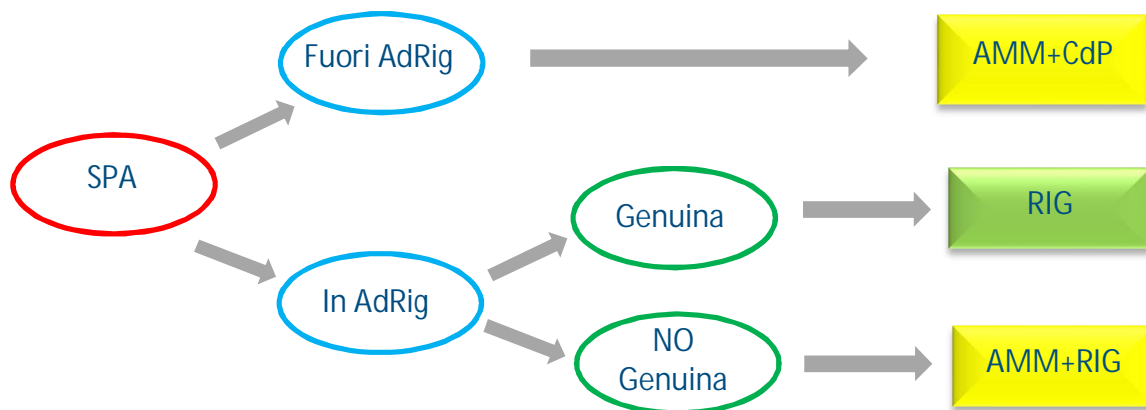 Fuori AdRig
AMM+CdP
SPA
Genuina
RIG
In AdRig
NO
Genuina
AMM+RIG